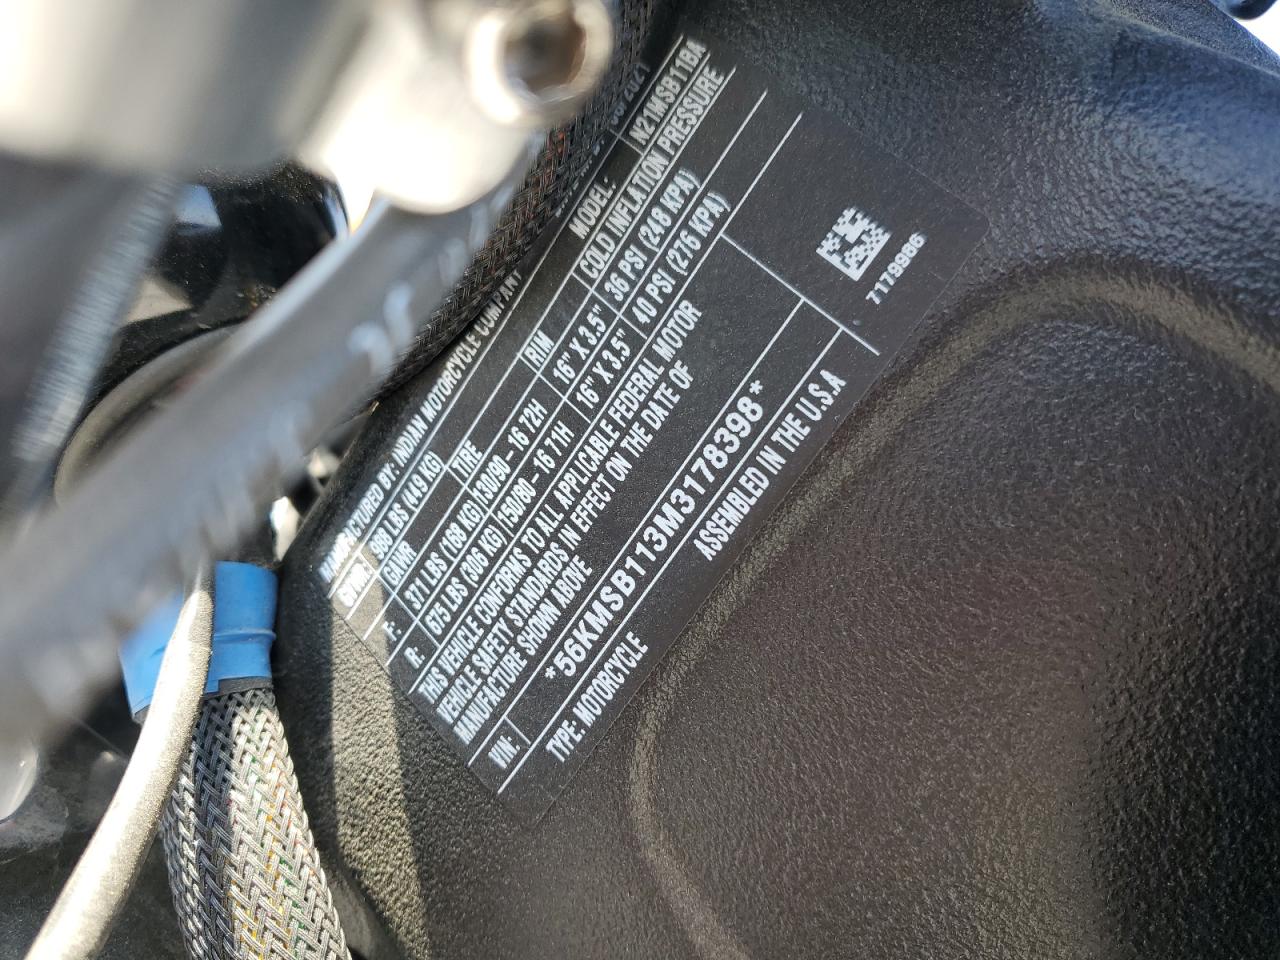 MANUFACTURED BY: INDIAN MOTORCYCLE COMPANY
/2021
GVWR: 989 LBS (449 KG)
MODEL: N21MSB11BA
GAWR TIRE RIM COLD INFLATION PRESSURE
F: 371 LBS (168 KG) 130/90 - 16 72H 16" X 3.5" 36 PSI (248 KPA)
R: 675 LBS (306 KG) 150/80 - 16 71H 16" X 3.5" 40 PSI (276 KPA)
THIS VEHICLE CONFORMS TO ALL APPLICABLE FEDERAL MOTOR
VEHICLE SAFETY STANDARDS IN EFFECT ON THE DATE OF
MANUFACTURE SHOWN ABOVE
VIN: *56KMSB113M3178398*
TYPE: MOTORCYCLE ASSEMBLED IN THE U.S.A
7179986